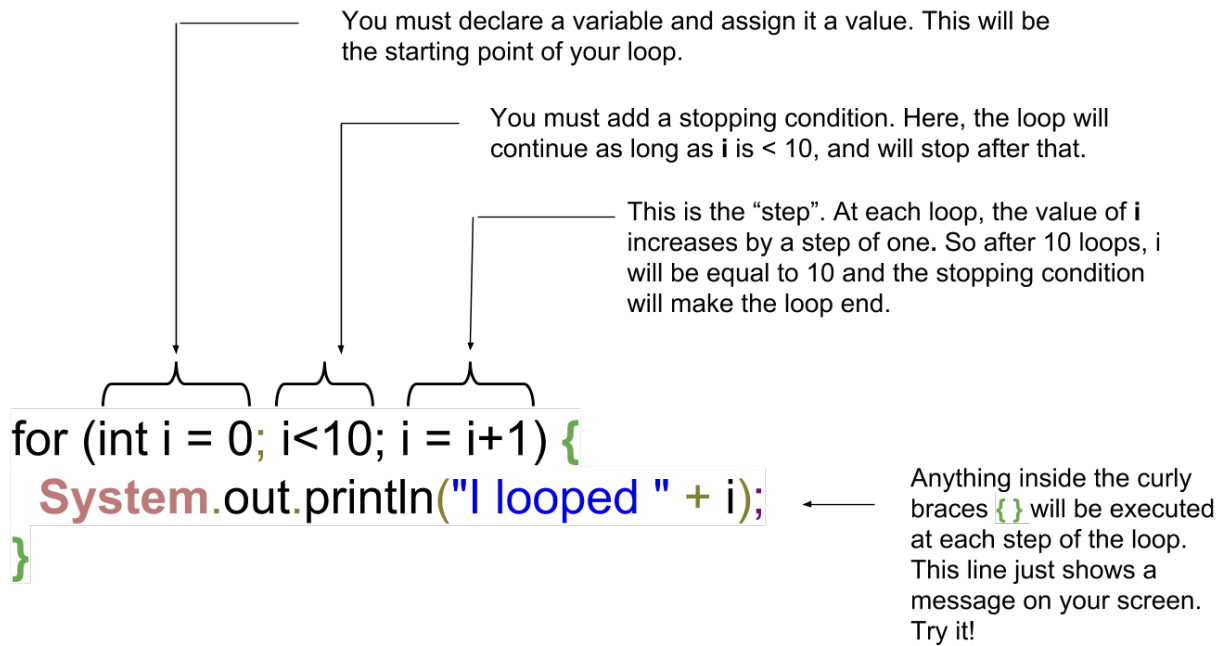 You must declare a variable and assign it a value. This will be
the starting point of your loop.
You must add a stopping condition. Here, the loop will
continue as long as i is < 10, and will stop after that.
This is the “step”. At each loop, the value of i
increases by a step of one. So after 10 loops, i
will be equal to 10 and the stopping condition
will make the loop end.
for (int i = 0; i<10; i = i+1) {
System.out.println("I looped " + i);
}
Anything inside the curly
braces { } will be executed
at each step of the loop.
This line just shows a
message on your screen.
Try it!